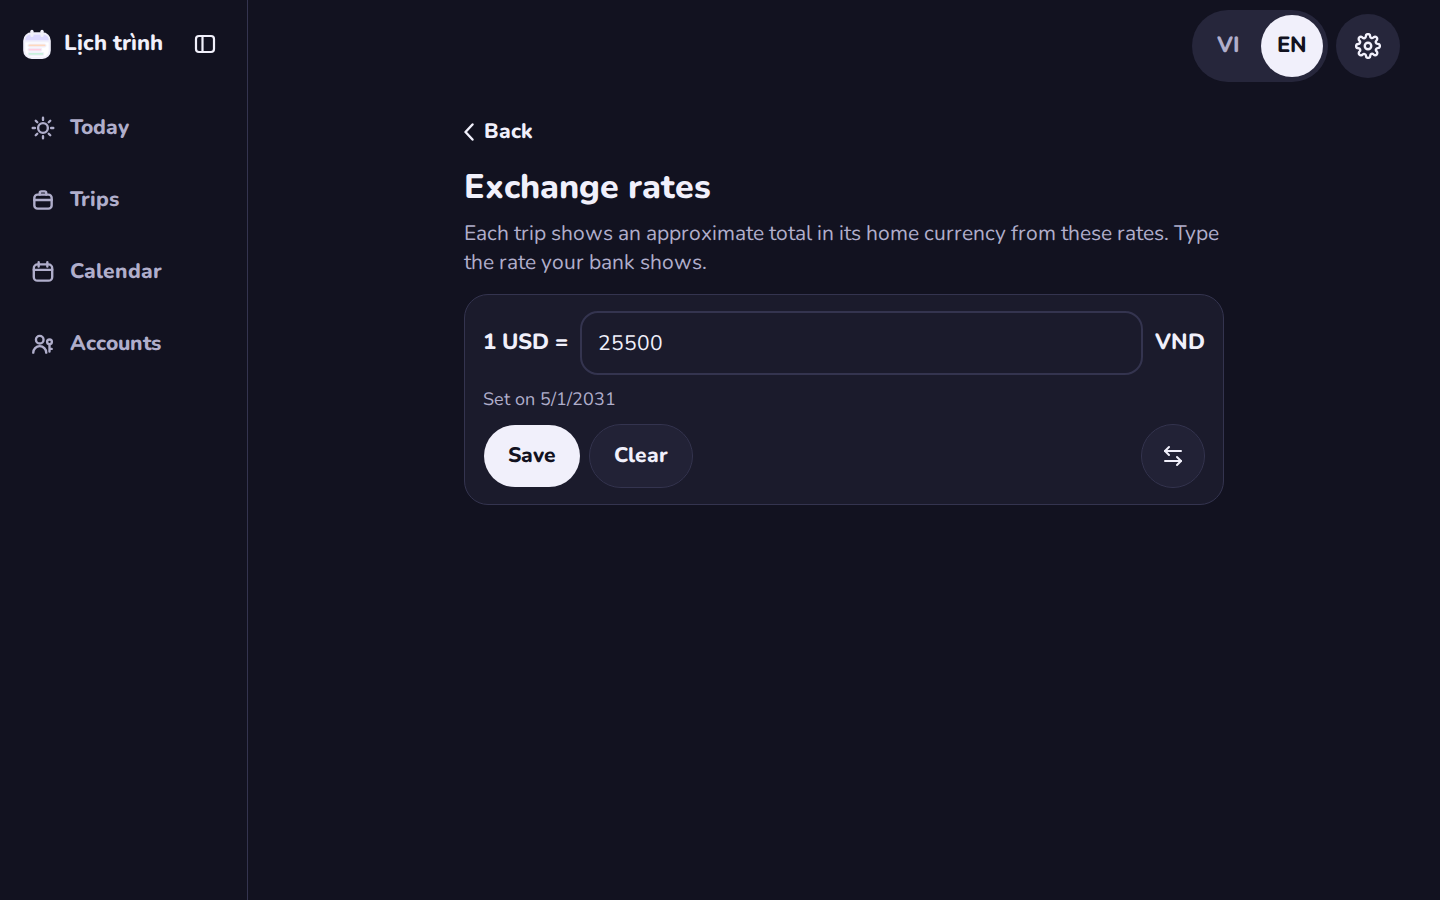 Lịch trình
VI
EN
Today
Trips
Calendar
Accounts
Back
Exchange rates
Each trip shows an approximate total in its home currency from these rates. Type
the rate your bank shows.
1 USD = 25500 VND
Set on 5/1/2031
Save
Clear